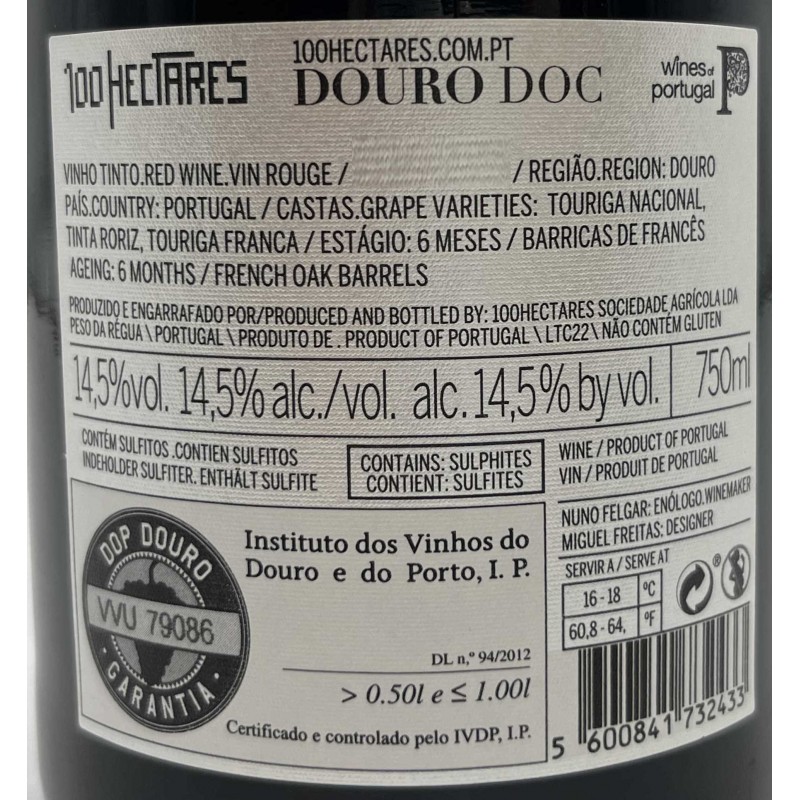 100HECTARES
100HECTARES.COM.PT
DOURO DOC
wines of
portugal
VINHO TINTO.RED WINE.VIN ROUGE / / REGIÃO.REGION: DOURO
PAÍS.COUNTRY: PORTUGAL / CASTAS.GRAPE VARIETIES: TOURIGA NACIONAL,
TINTA RORIZ, TOURIGA FRANCA / ESTÁGIO: 6 MESES / BARRICAS DE FRANCÊS
AGEING: 6 MONTHS / FRENCH OAK BARRELS
PRODUZIDO E ENGARRAFADO POR/PRODUCED AND BOTTLED BY: 100HECTARES SOCIEDADE AGRÍCOLA LDA
PESO DA RÉGUA \ PORTUGAL \ PRODUTO DE . PRODUCT OF PORTUGAL \ LTC22 \ NÃO CONTÉM GLUTEN
14,5%vol. 14,5% alc./vol. alc.14,5% by vol. 750ml
CONTÉM SULFITOS .CONTIEN SULFITOS
INDEHOLDER SULFITER. ENTHÄLT SULFITE
CONTAINS: SULPHITES
CONTIENT: SULFITES
WINE / PRODUCT OF PORTUGAL
VIN / PRODUIT DE PORTUGAL
NUNO FELGAR: ENÓLOGO.WINEMAKER
MIGUEL FREITAS: DESIGNER
SERVIR A / SERVE AT
16-18 ºC
60,8-64, ºF
DOP DOURO
VVU 79086
GARANTIA
Instituto dos Vinhos do
Douro e do Porto, I. P.
DL n,º 94/2012
> 0.50l e ≤ 1.00l
Certificado e controlado pelo IVDP, I.P.
5 600841 732433